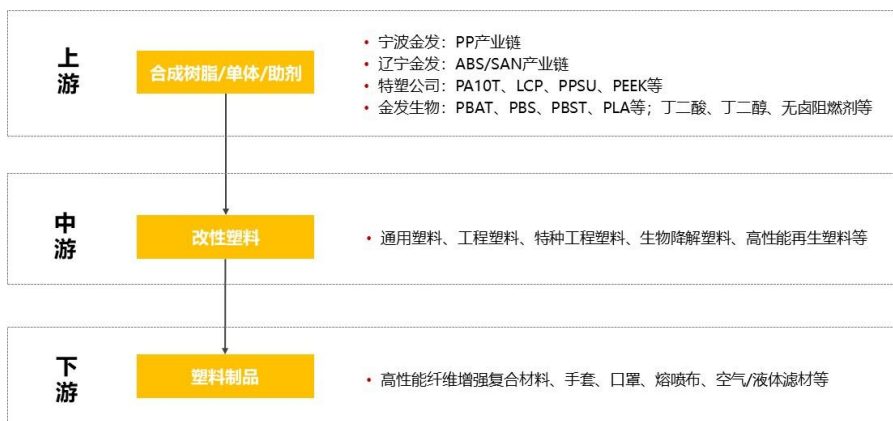 上游
合成树脂/单体/助剂
• 宁波金发：PP产业链
• 辽宁金发：ABS/SAN产业链
• 特塑公司：PA10T、LCP、PPSU、PEEK等
• 金发生物：PBAT、PBS、PBST、PLA等；丁二酸、丁二醇、无卤阻燃剂等
中游
改性塑料
• 通用塑料、工程塑料、特种工程塑料、生物降解塑料、高性能再生塑料等
下游
塑料制品
• 高性能纤维增强复合材料、手套、口罩、熔喷布、空气/液体滤材等